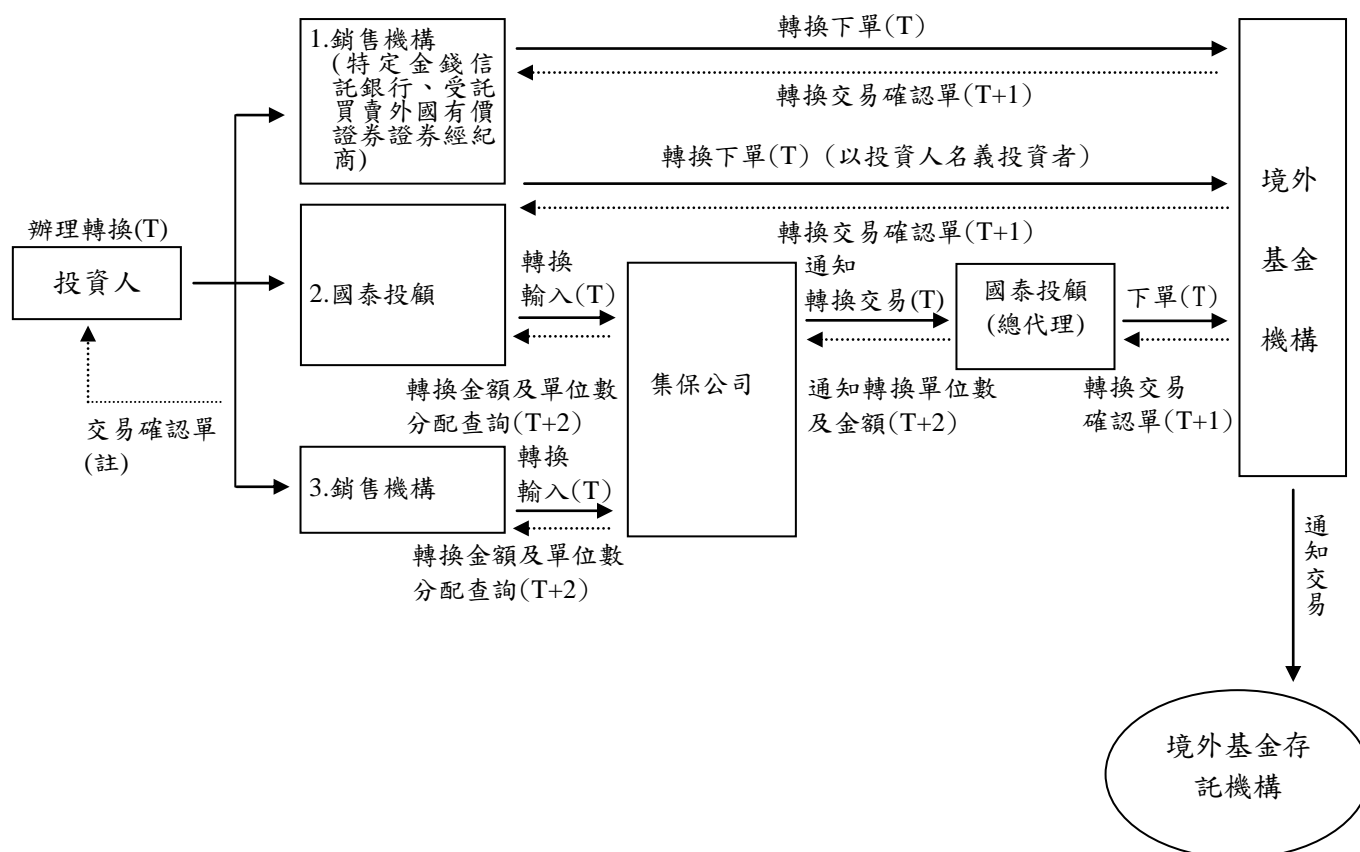 1.銷售機構
(特定金錢信
託銀行、受託
買賣外國有價
證券證券經紀
商)
轉換下單(T)
轉換交易確認單(T+1)
轉換下單(T)(以投資人名義投資者)
轉換交易確認單(T+1)
境外
基金
機構
辦理轉換(T)
投資人
交易確認單
(註)
2.國泰投顧
轉換
輸入(T)
轉換金額及單位數
分配查詢(T+2)
集保公司
通知
轉換交易(T)
通知轉換單位數
及金額(T+2)
國泰投顧
(總代理)
下單(T)
轉換交易
確認單(T+1)
3.銷售機構
轉換
輸入(T)
轉換金額及單位數
分配查詢(T+2)
通知交易
境外基金存
託機構